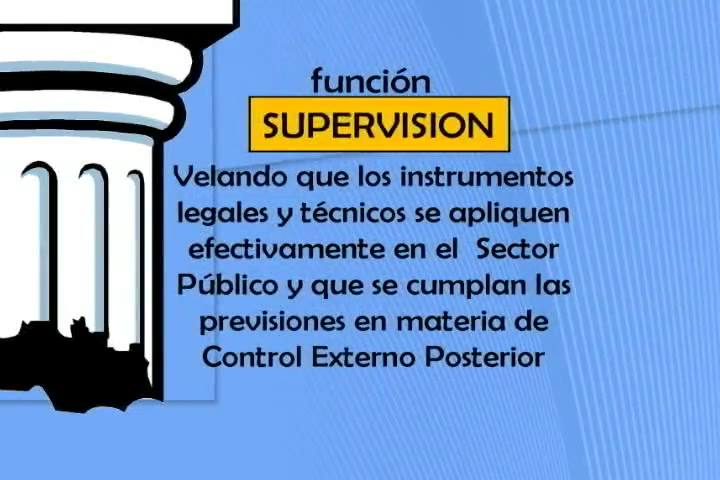 función
SUPERVISION
Velando que los instrumentos
legales y técnicos se apliquen
efectivamente en el Sector
Público y que se cumplan las
previsiones en materia de
Control Externo Posterior